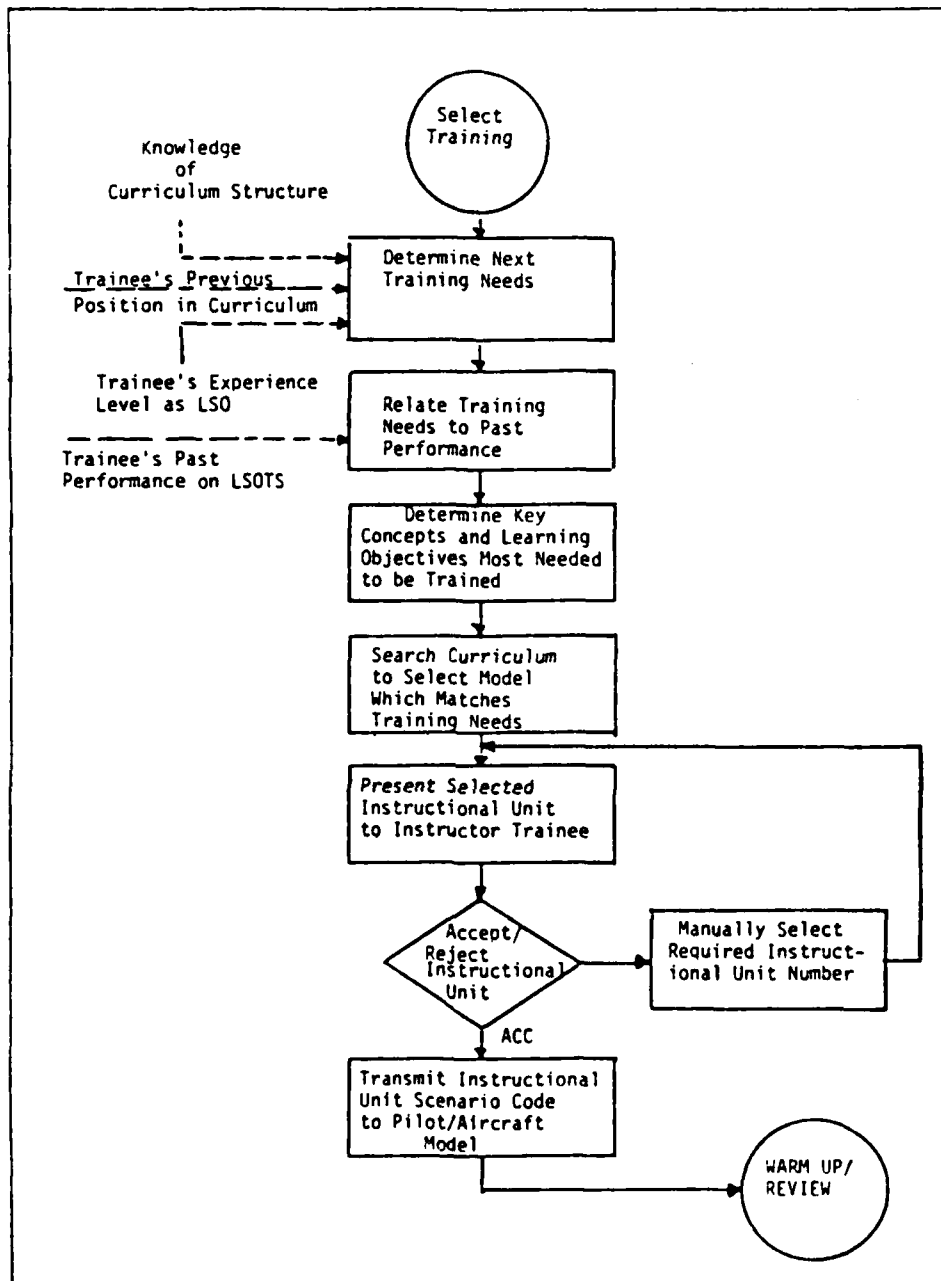 Select
Training
Knowledge
of
Curriculum Structure
Determine Next
Training Needs
Trainee's Previous
Position in Curriculum
Trainee's Experience
Level as LSO
Relate Training
Needs to Past
Performance
Trainee's Past
Performance on LSOTS
Determine Key
Concepts and Learning
Objectives Most Needed
to be Trained
Search Curriculum
to Select Model
Which Matches
Training Needs
Present Selected
Instructional Unit
to Instructor Trainee
Accept/
Reject
Instructional
Unit
Manually Select
Required Instruct-
ional Unit Number
ACC
Transmit Instructional
Unit Scenario Code
to Pilot/Aircraft
Model
WARM UP/
REVIEW